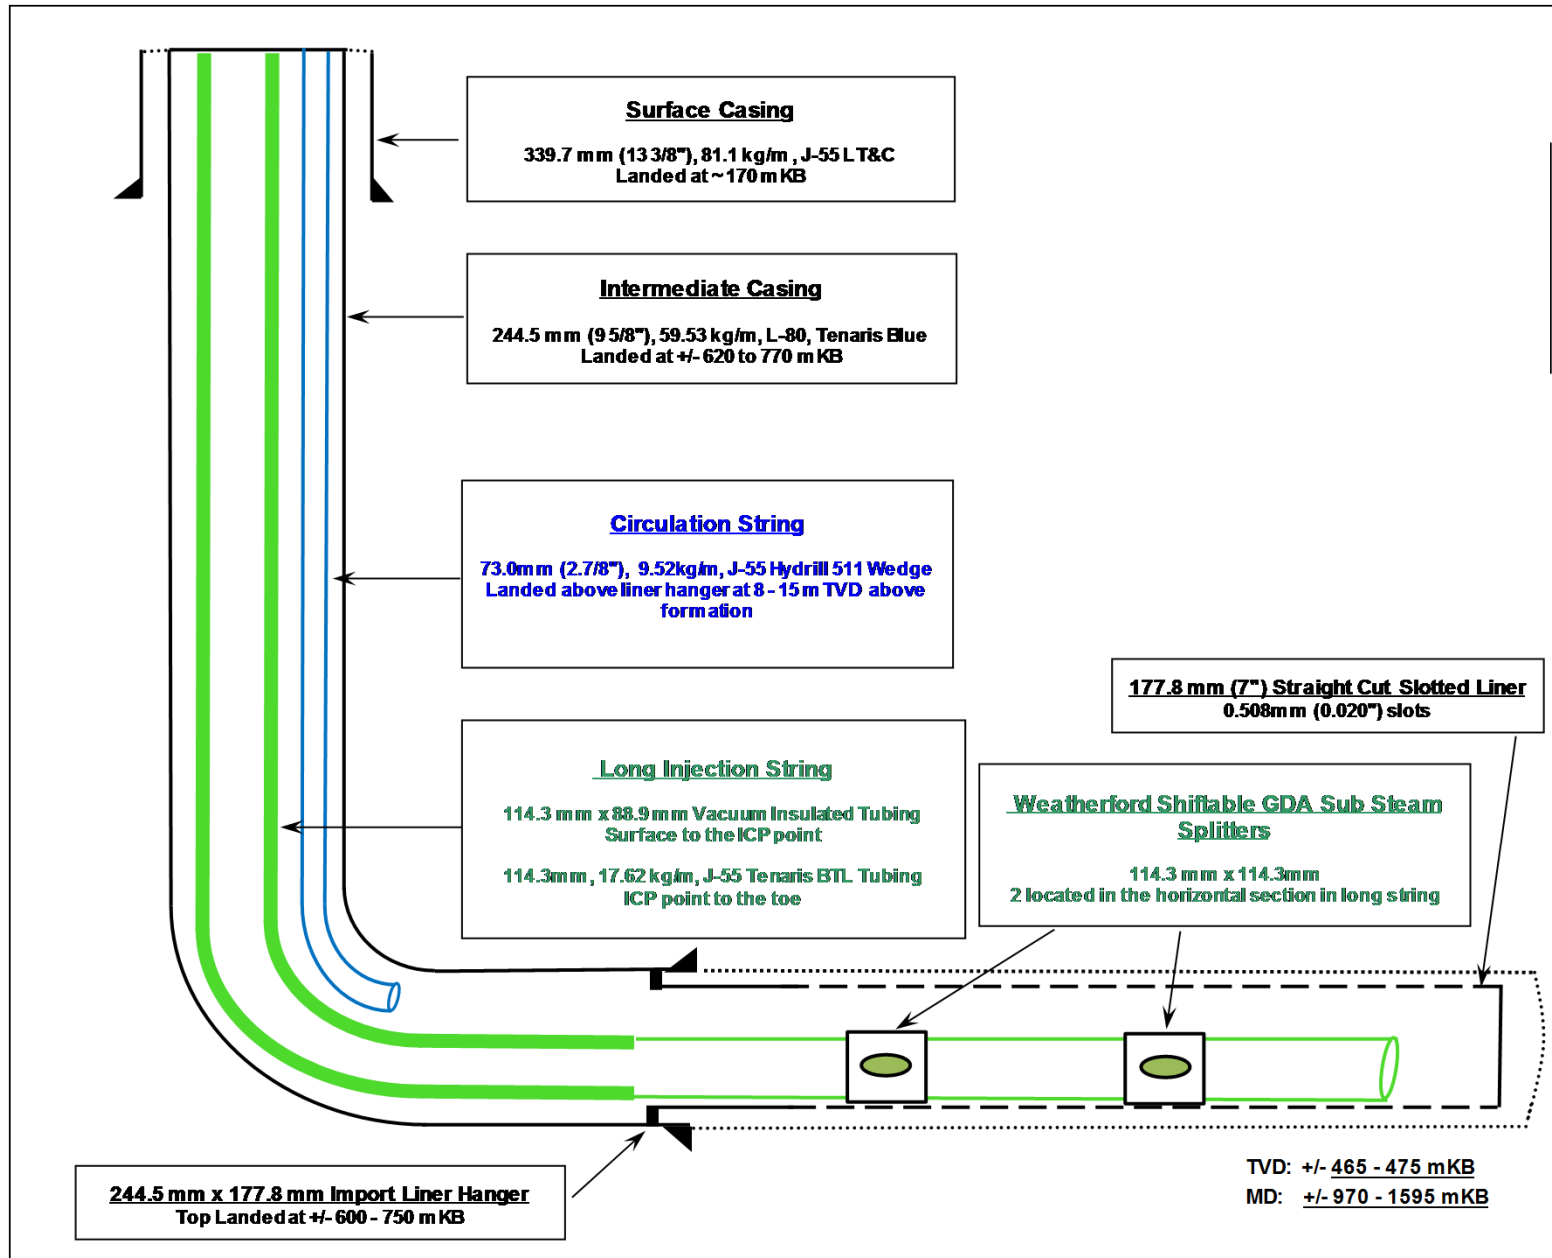 Surface Casing
339.7 mm (13 3/8"), 81.1 kg/m , J-55 LT&C
Landed at ~ 170 mKB
Intermediate Casing
244.5 mm (9 5/8"), 59.53 kg/m, L-80, Tenaris Blue
Landed at +/- 620 to 770 mKB
Circulation String
73.0mm (2.7/8"), 9.52kg/m, J-55 Hydrill 511 Wedge
Landed above liner hanger at 8 - 15 m TVD above
formation
177.8 mm (7") Straight Cut Slotted Liner
0.508mm (0.020") slots
Long Injection String
114.3 mm x 88.9 mm Vacuum Insulated Tubing
Surface to the ICP point
114.3mm, 17.62 kg/m, J-55 Tenaris BTL Tubing
ICP point to the toe
Weatherford Shiftable GDA Sub Steam
Splitters
114.3 mm x 114.3mm
2 located in the horizontal section in long string
244.5 mm x 177.8 mm Import Liner Hanger
Top Landed at +/- 600 - 750 mKB
TVD: +/- 465 - 475 mKB
MD: +/- 970 - 1595 mKB